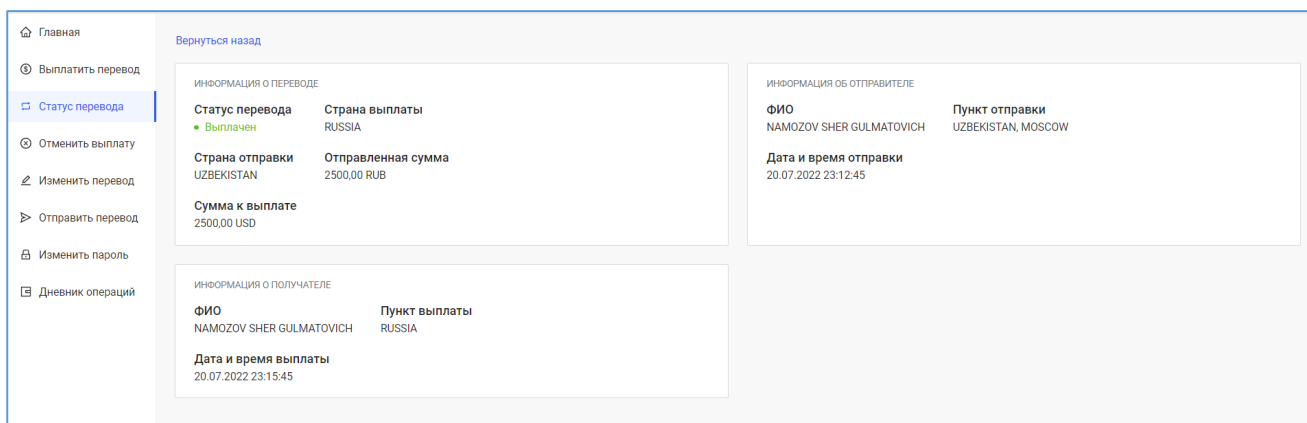 Главная
Выплатить перевод
Статус перевода
Отменить выплату
Изменить перевод
Отправить перевод
Изменить пароль
Дневник операций
Вернуться назад
ИНФОРМАЦИЯ О ПЕРЕВОДЕ
Статус перевода Страна выплаты
Выплачен RUSSIA
Страна отправки Отправленная сумма
UZBEKISTAN 2500,00 RUB
Сумма к выплате
2500,00 USD
ИНФОРМАЦИЯ ОБ ОТПРАВИТЕЛЕ
ФИО Пункт отправки
NAMOZOV SHER GULMATOVICH UZBEKISTAN, MOSCOW
Дата и время отправки
20.07.2022 23:12:45
ИНФОРМАЦИЯ О ПОЛУЧАТЕЛЕ
ФИО Пункт выплаты
NAMOZOV SHER GULMATOVICH RUSSIA
Дата и время выплаты
20.07.2022 23:15:45